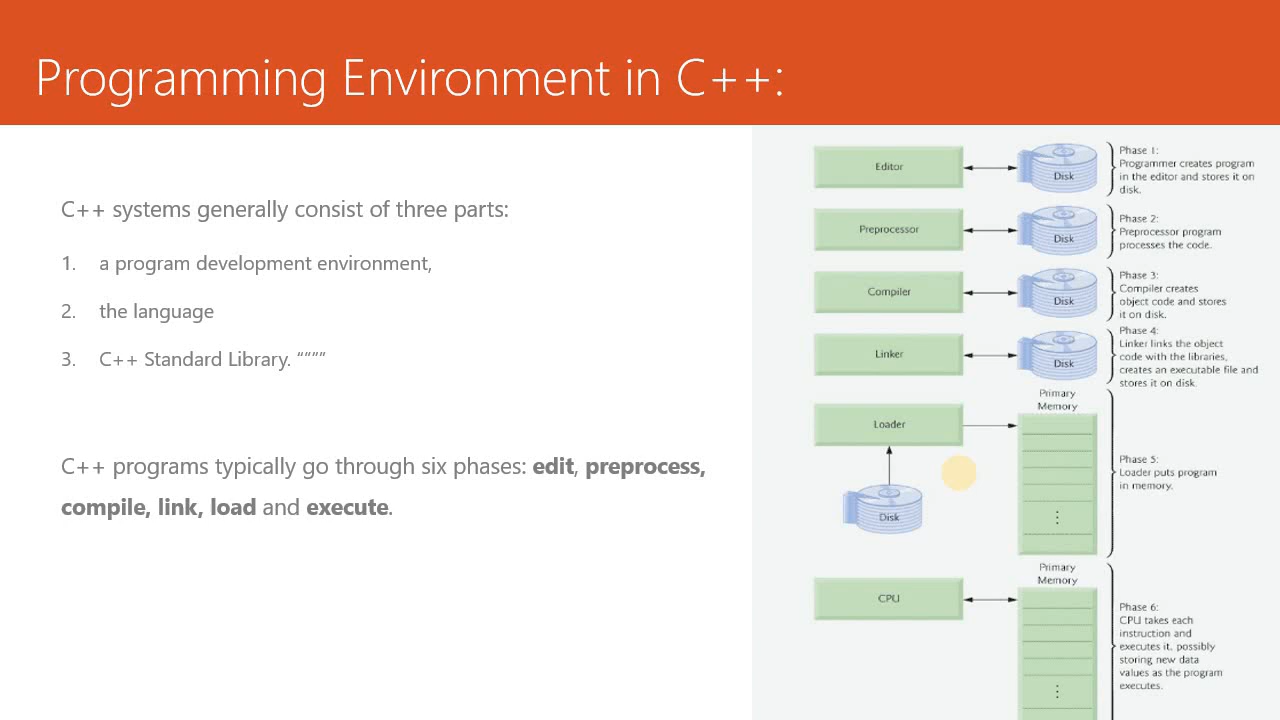 Programming Environment in C++:
C++ systems generally consist of three parts:
1. a program development environment,
2. the language
3. C++ Standard Library. “”””
C++ programs typically go through six phases: edit, preprocess,
compile, link, load and execute.
Editor
Disk
Phase 1:
Programmer creates program
in the editor and stores it on
disk.
Preprocessor
Disk
Phase 2:
Preprocessor program
processes the code.
Compiler
Disk
Phase 3:
Compiler creates
object code and stores
it on disk.
Linker
Disk
Phase 4:
Linker links the object
code with the libraries,
creates an executable file and
stores it on disk.
Loader
Disk
Primary
Memory
Phase 5:
Loader puts program
in memory.
CPU
Primary
Memory
Phase 6:
CPU takes each
instruction and
executes it, possibly
storing new data
values as the program
executes.